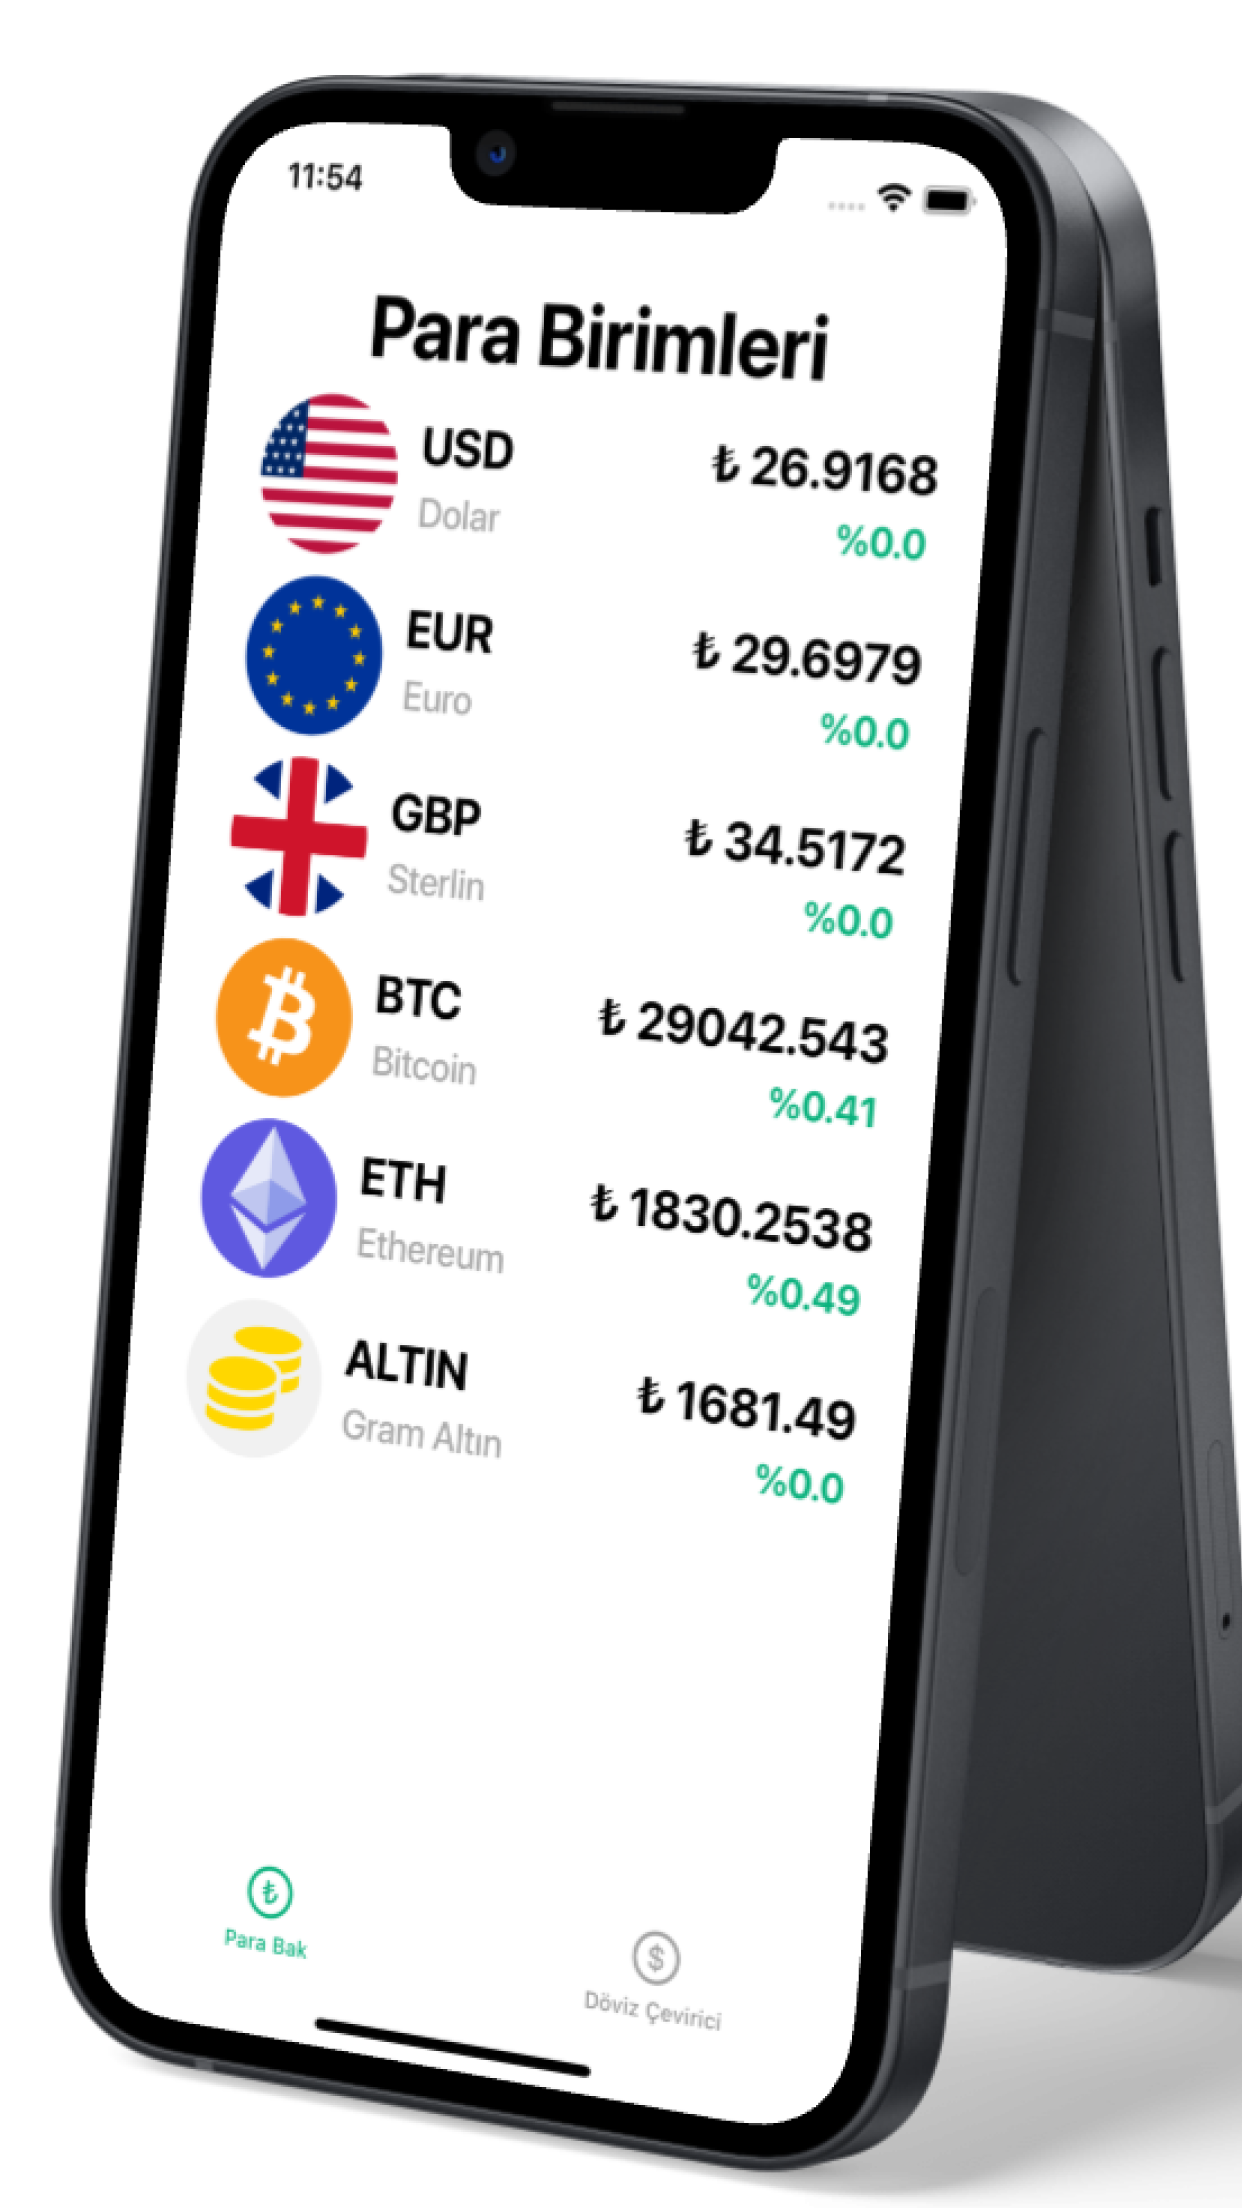 11:54
Para Birimleri
USD
₺ 26.9168
Dolar
%0.0
EUR
₺ 29.6979
Euro
%0.0
GBP
₺ 34.5172
Sterlin
%0.0
BTC
₺ 29042.543
Bitcoin
%0.41
ETH
₺ 1830.2538
Ethereum
%0.49
ALTIN
₺ 1681.49
Gram Altın
%0.0
Para Bak
Döviz Çevirici